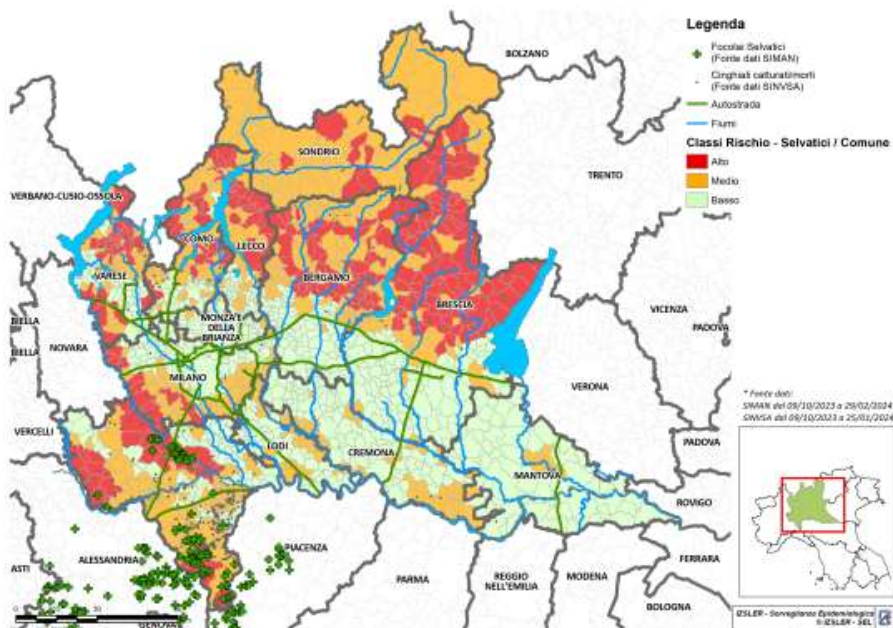 Legenda
Focolai Selvatici
(Fonte dati SIMAN)
Cinghiali catturati/morti
(Fonte dati SINVSA)
Autostrada
Fiumi
Classi Rischio - Selvatici / Comune
Alto
Medio
Basso
BOLZANO
SONDRIO
TRENTO
VERBANO-CUSIO-OSSOLA
COMO
LECCO
VARESE
BERGAMO
BRESCIA
MONZA E
DELLA
BRIANZA
VICENZA
PADOVA
BIELLA
BIELLA
NOVARA
MILANO
VERONA
VERCELLI
LODI
CREMONA
MANTOVA
PADOVA
ROVIGO
ALESSANDRIA
PIACENZA
ASTI
PARMA
REGGIO
NELL'EMILIA
MODENA
FERRARA
BOLOGNA
GENOVA
* Fonte dati:
SIMAN del 09/10/2023 a 29/02/2024
SINVSA del 09/10/2023 a 25/01/2024
IZSLER - Sorveglianza Epidemiologica
© IZSLER - SEL